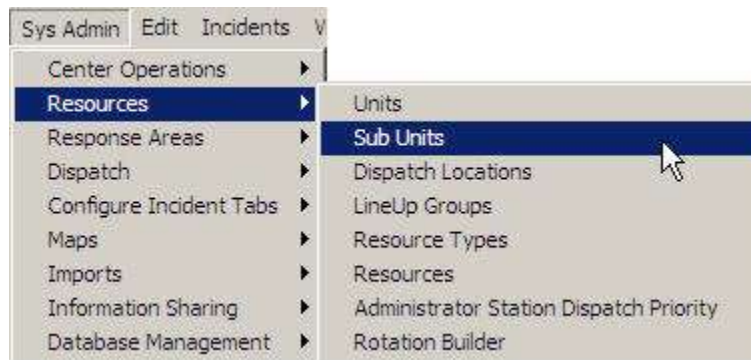 Sys Admin Edit Incidents V
Center Operations
Resources
Response Areas
Dispatch
Configure Incident Tabs
Maps
Imports
Information Sharing
Database Management
Units
Sub Units
Dispatch Locations
LineUp Groups
Resource Types
Resources
Administrator Station Dispatch Priority
Rotation Builder